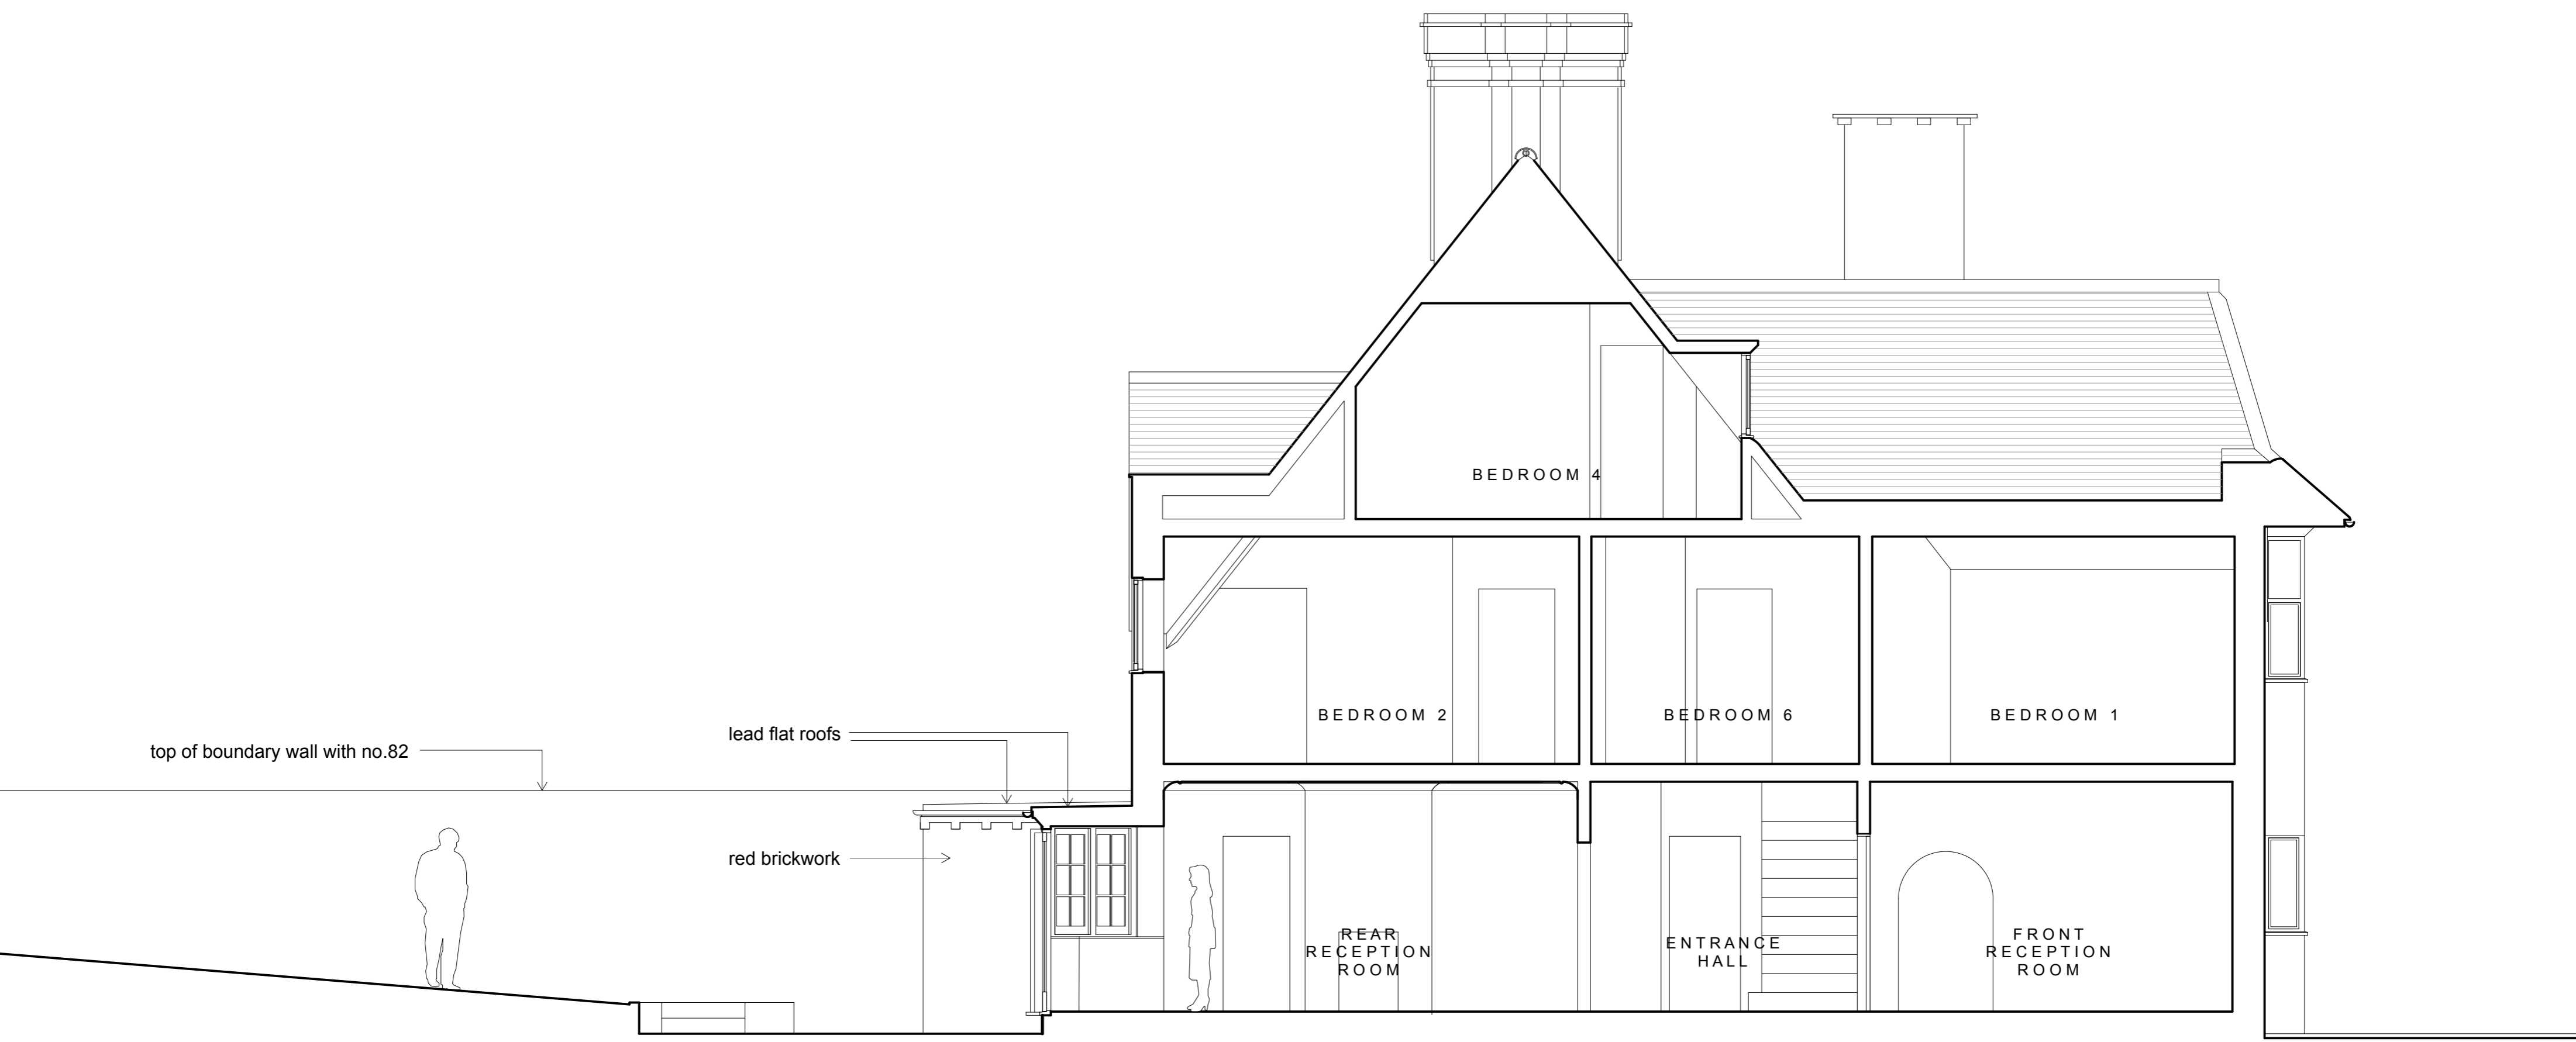 BEDROOM 4
BEDROOM 2
BEDROOM 6
BEDROOM 1
lead flat roofs
top of boundary wall with no.82
red brickwork
REAR
RECEPTION
ROOM
ENTRANCE
HALL
FRONT
RECEPTION
ROOM